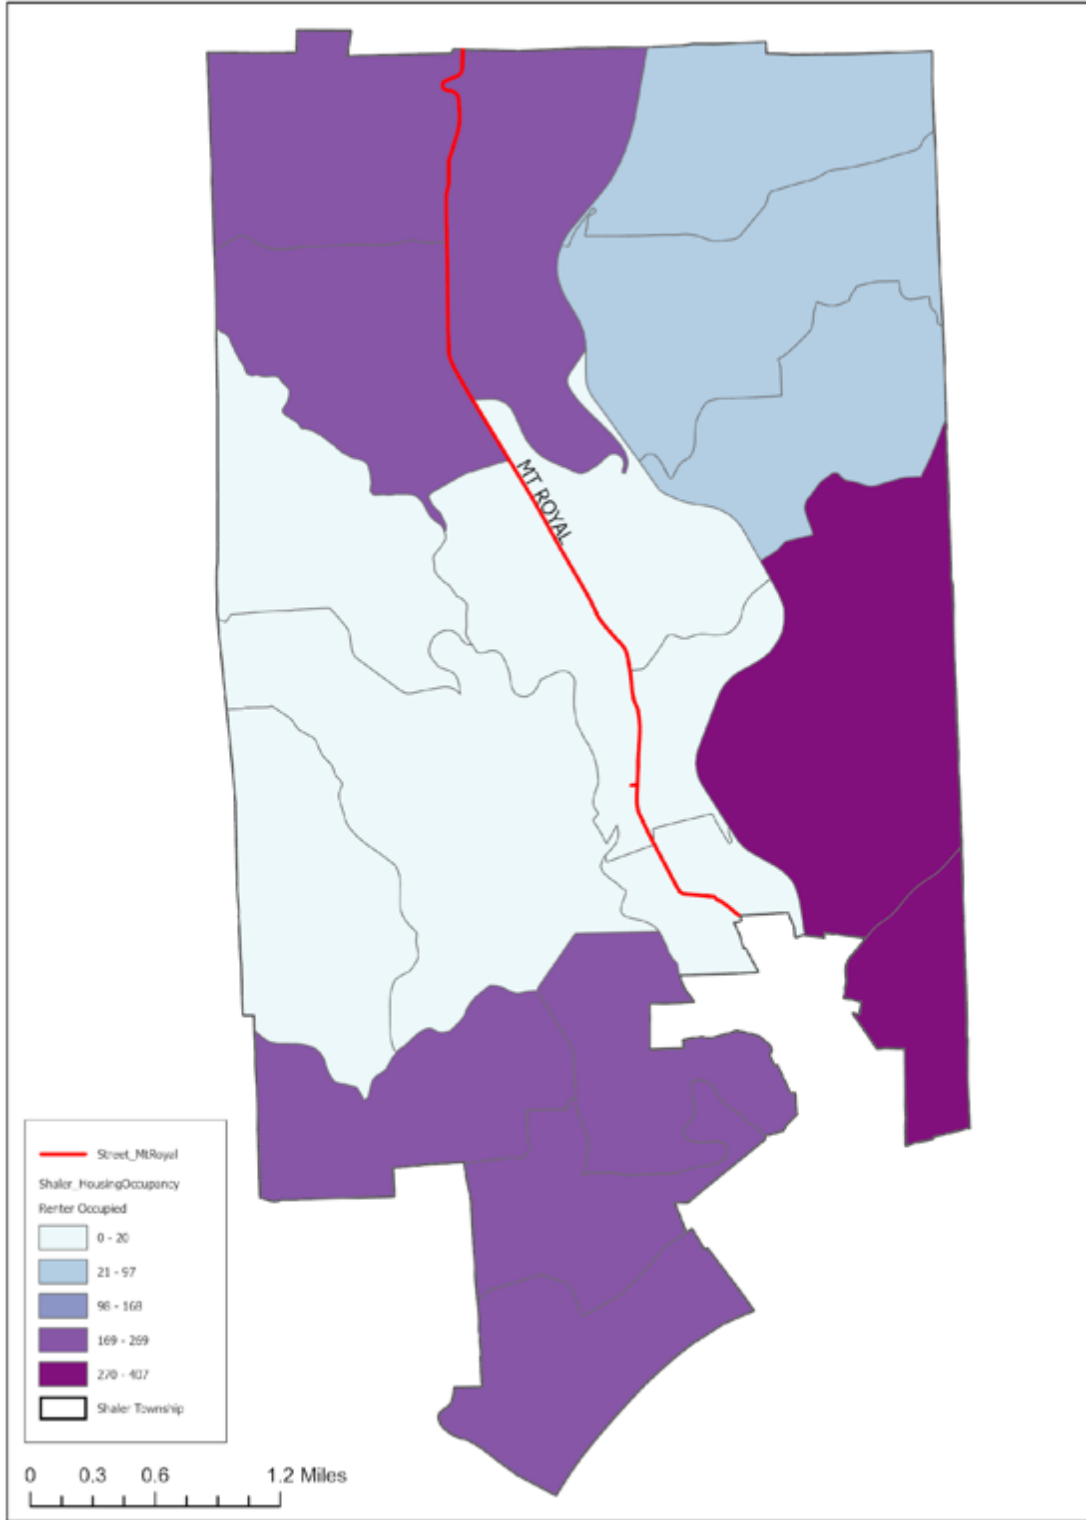 MT ROYAL
Street_MtRoyal
Shaler_HousingOccupancy
Renter Occupied
0 - 20
21 - 97
98 - 168
169 - 269
270 - 407
Shaler Township
0 0.3 0.6 1.2 Miles